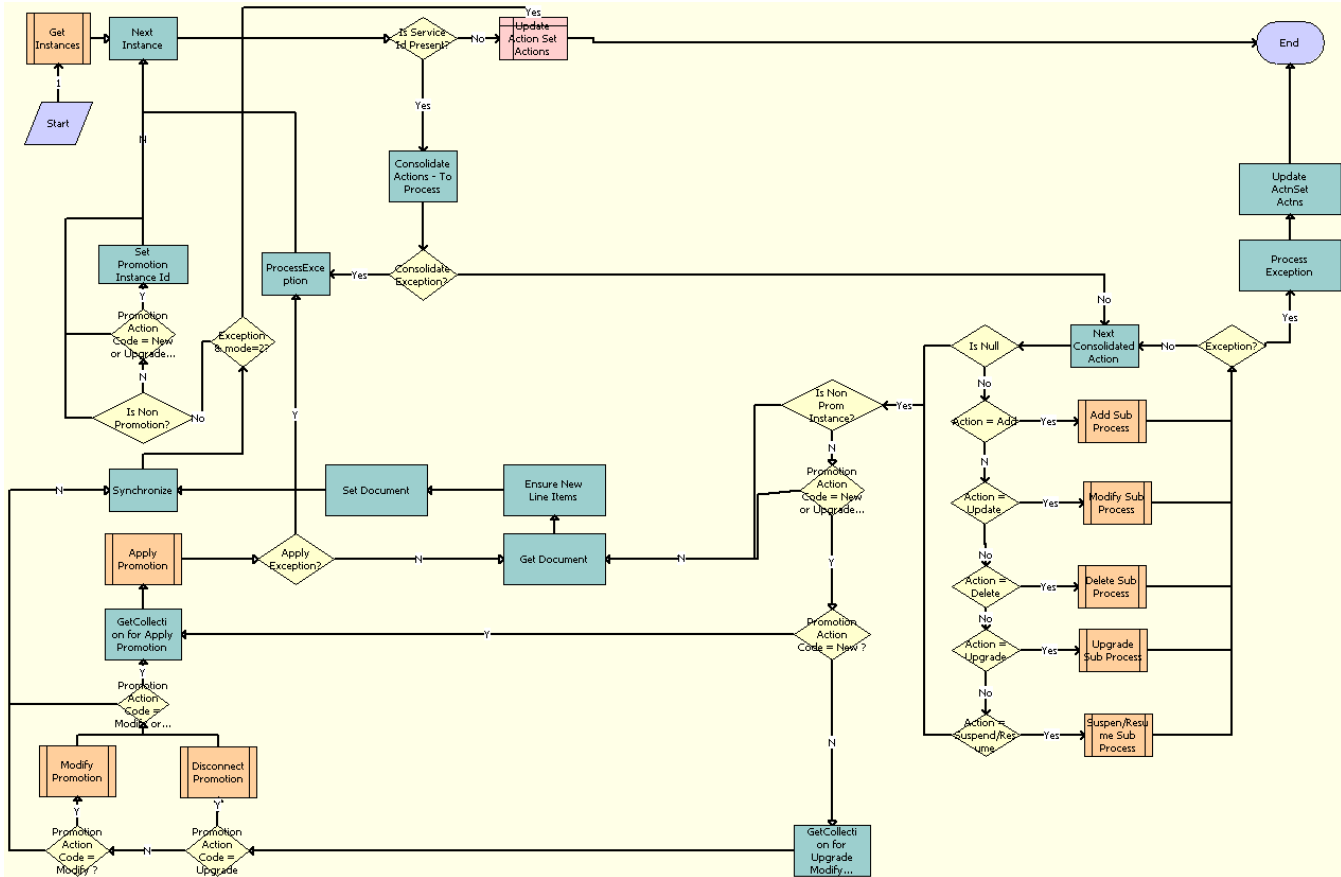 Yes
Get
Instances
Next
Instance
Is Service
Id Present?
No
Update
Action Set
Actions
End
1
Start
Yes
N
Consolidate
Actions - To
Process
Update
ActnSet
Actns
Set
Promotion
Instance Id
ProcessExce
ption
Yes
Consolidate
Exception?
Process
Exception
Y
No
Yes
Promotion
Action
Code = New
or Upgrade...
Exception
& mode=2?
Is Null
Next
Consolidated
Action
No
Exception?
N
No
Is Non
Promotion?
No
Y
Is Non
Prom
Instance?
Yes
Action = Add
Yes
Add Sub
Process
N
N
N
Synchronize
Set Document
Ensure New
Line Items
Promotion
Action
Code = New
or Upgrade...
Action =
Update
Yes
Modify Sub
Process
Apply
Promotion
Apply
Exception?
N
Get Document
N
Y
No
Action =
Delete
Yes
Delete Sub
Process
No
GetCollecti
on for Apply
Promotion
Y
Promotion
Action
Code = New ?
Action =
Upgrade
Yes
Upgrade
Sub Process
Y
No
Promotion
Action
Code =
Modify or...
N
Action =
Suspend/Res
ume
Yes
Suspen/Resu
me Sub
Process
Modify
Promotion
Disconnect
Promotion
Y
Y*
Promotion
Action
Code =
Modify ?
N
Promotion
Action
Code =
Upgrade
GetCollecti
on for
Upgrade
Modify...